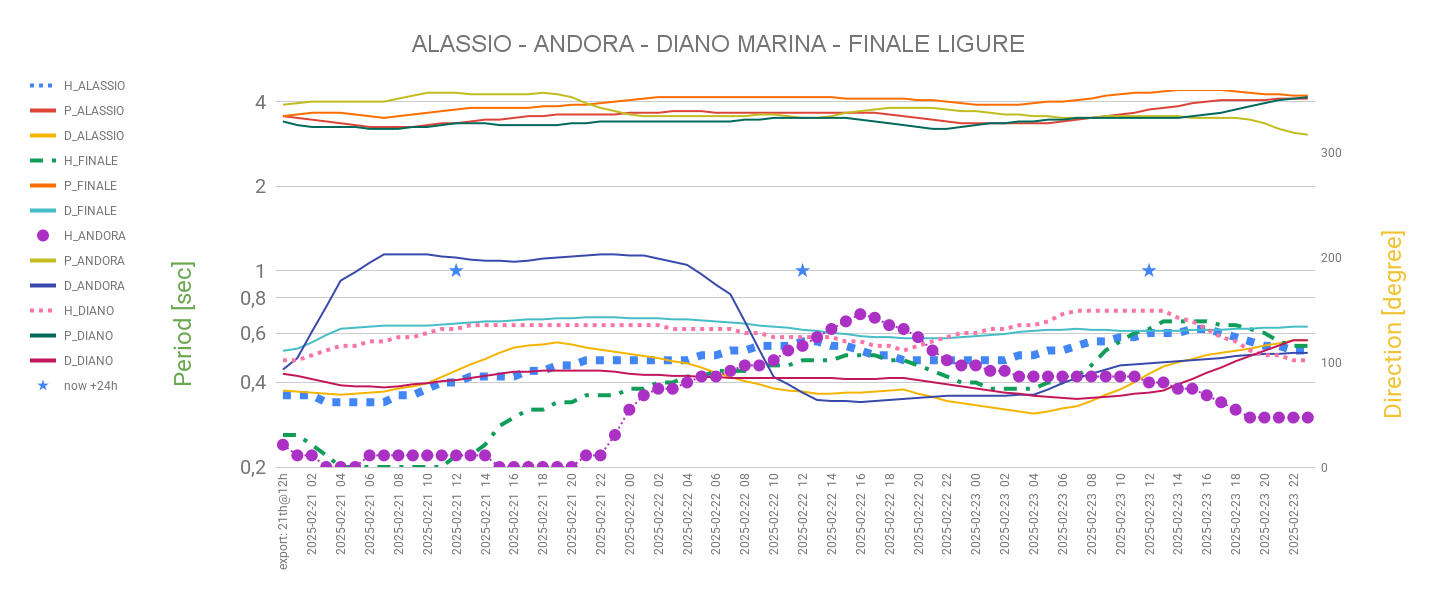 ALASSIO - ANDORA - DIANO MARINA - FINALE LIGURE
H_ALASSIO
P_ALASSIO
D_ALASSIO
H_FINALE
P_FINALE
D_FINALE
H_ANDORA
P_ANDORA
D_ANDORA
H_DIANO
P_DIANO
D_DIANO
now +24h
Period [sec]
4
2
1
0,8
0,6
0,4
0,2
300
200
100
0
Direction [degree]
export: 21th@12h
2025-02-21 02
2025-02-21 04
2025-02-21 06
2025-02-21 08
2025-02-21 10
2025-02-21 12
2025-02-21 14
2025-02-21 16
2025-02-21 18
2025-02-21 20
2025-02-21 22
2025-02-22 00
2025-02-22 02
2025-02-22 04
2025-02-22 06
2025-02-22 08
2025-02-22 10
2025-02-22 12
2025-02-22 14
2025-02-22 16
2025-02-22 18
2025-02-22 20
2025-02-22 22
2025-02-23 00
2025-02-23 02
2025-02-23 04
2025-02-23 06
2025-02-23 08
2025-02-23 10
2025-02-23 12
2025-02-23 14
2025-02-23 16
2025-02-23 18
2025-02-23 20
2025-02-23 22